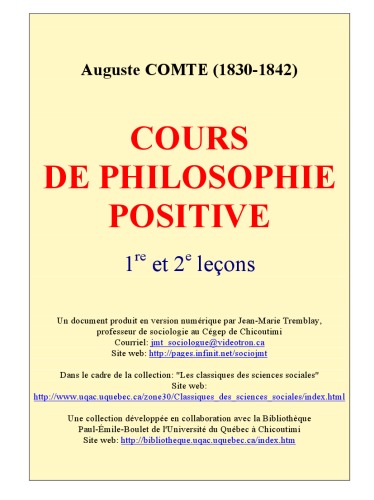 Auguste COMTE (1830-1842)
COURS
DE PHILOSOPHIE
POSITIVE
1re et 2e leçons
Un document produit en version numérique par Jean-Marie Tremblay,
professeur de sociologie au Cégep de Chicoutimi
Courriel: jmt_sociologue@videotron.ca
Site web: http://pages.infinit.net/sociojmt
Dans le cadre de la collection: "Les classiques des sciences sociales"
Site web:
http://www.uqac.uquebec.ca/zone30/Classiques_des_sciences_sociales/index.html
Une collection développée en collaboration avec la Bibliothèque
Paul-Émile-Boulet de l'Université du Québec à Chicoutimi
Site web: http://bibliotheque.uqac.uquebec.ca/index.htm